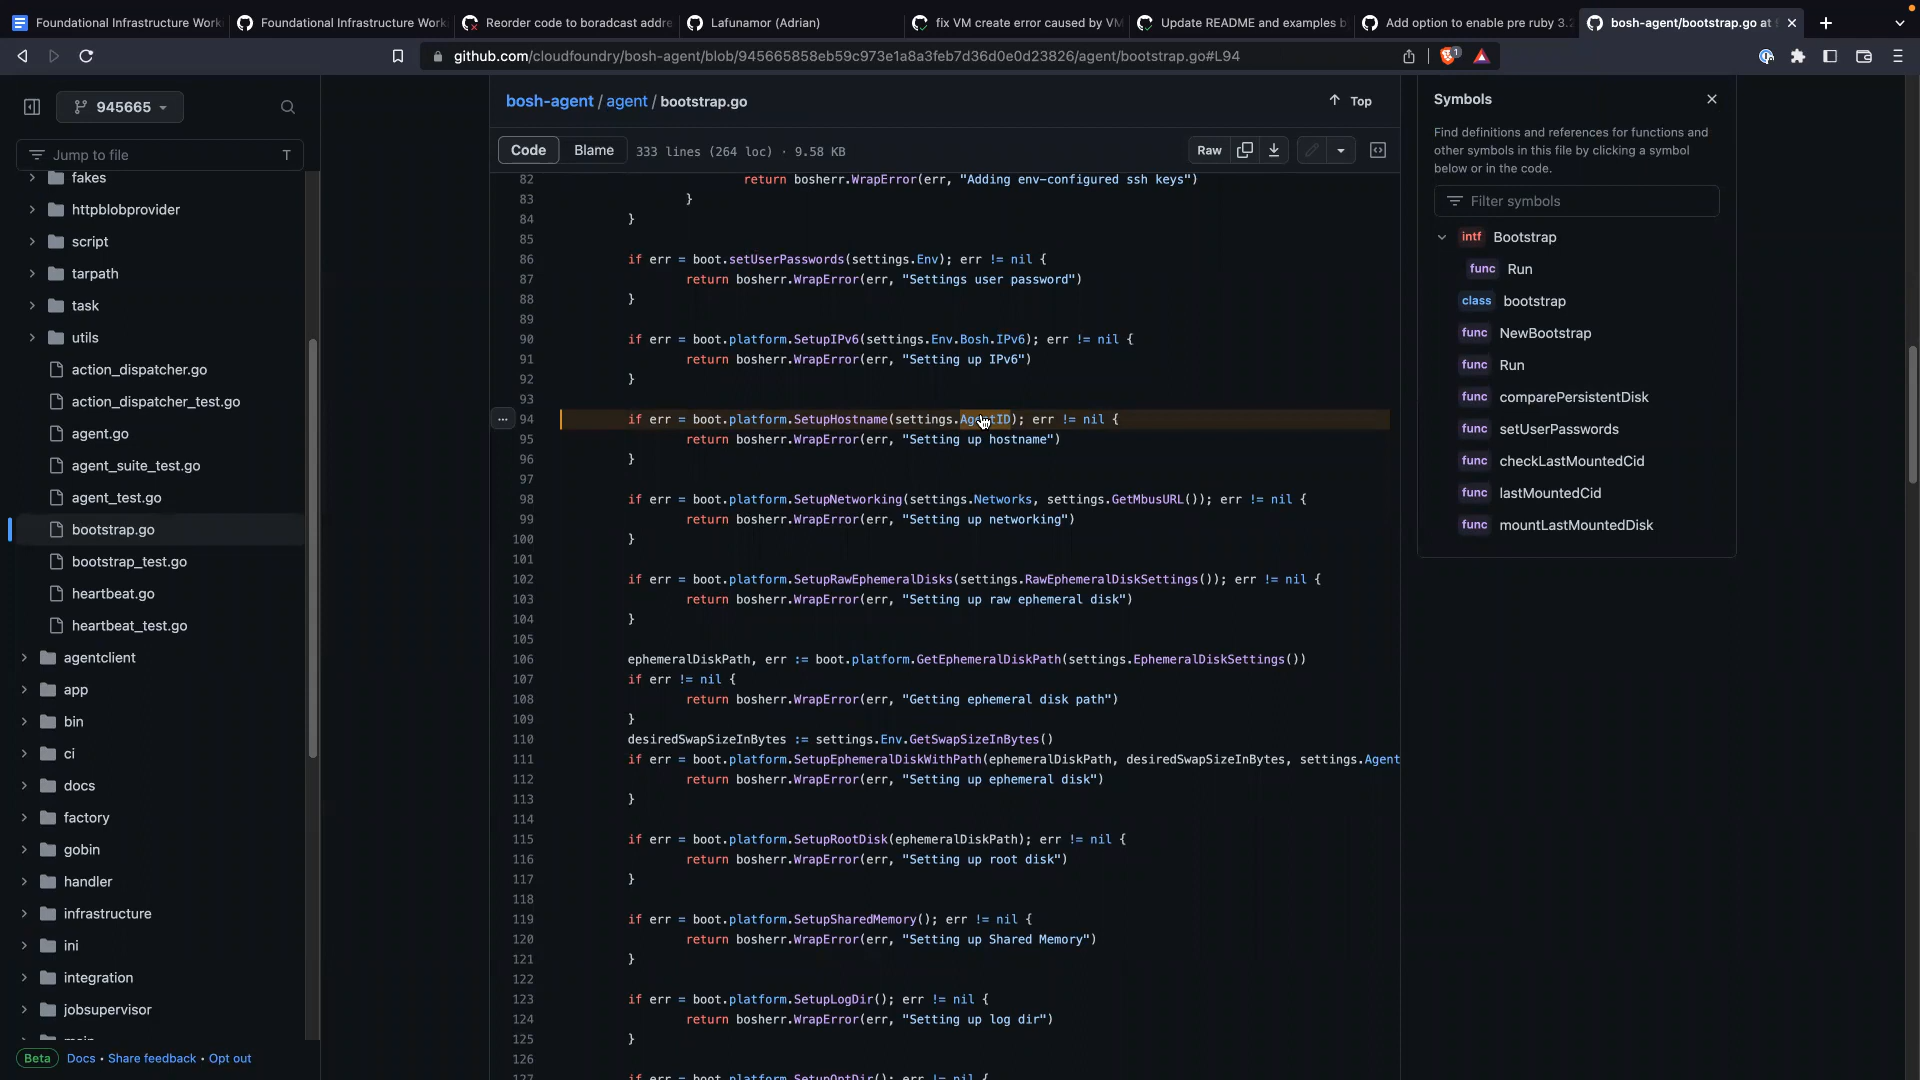 Foundational Infrastructure Work
Foundational Infrastructure Work
Reorder code to boradcast addre
Lafunamor (Adrian)
fix VM create error caused by VM
Update README and examples b
Add option to enable pre ruby 3.2
bosh-agent/bootstrap.go at
github.com/cloudfoundry/bosh-agent/blob/945665858eb59c973e1a8a3feb7d36d0e0d23826/agent/bootstrap.go#L94
1
945665
Jump to file
T
fakes
httpblobprovider
script
tarpath
task
utils
action_dispatcher.go
action_dispatcher_test.go
agent.go
agent_suite_test.go
agent_test.go
bootstrap.go
bootstrap_test.go
heartbeat.go
heartbeat_test.go
agentclient
app
bin
ci
docs
factory
gobin
handler
infrastructure
ini
integration
jobsupervisor
main
Beta Docs • Share feedback • Opt out
bosh-agent / agent / bootstrap.go
Top
Code Blame 333 lines (264 loc) · 9.58 KB
Raw
82 return bosherr.WrapError(err, "Adding env-configured ssh keys")
83 }
84 }
85
86 if err = boot.setUserPasswords(settings.Env); err != nil {
87 return bosherr.WrapError(err, "Settings user password")
88 }
89
90 if err = boot.platform.SetupIPv6(settings.Env.Bosh.IPv6); err != nil {
91 return bosherr.WrapError(err, "Setting up IPv6")
92 }
93
94 if err = boot.platform.SetupHostname(settings.AgentID); err != nil {
95 return bosherr.WrapError(err, "Setting up hostname")
96 }
97
98 if err = boot.platform.SetupNetworking(settings.Networks, settings.GetMbusURL()); err != nil {
99 return bosherr.WrapError(err, "Setting up networking")
100 }
101
102 if err = boot.platform.SetupRawEphemeralDisks(settings.RawEphemeralDiskSettings()); err != nil {
103 return bosherr.WrapError(err, "Setting up raw ephemeral disk")
104 }
105
106 ephemeralDiskPath, err := boot.platform.GetEphemeralDiskPath(settings.EphemeralDiskSettings())
107 if err != nil {
108 return bosherr.WrapError(err, "Getting ephemeral disk path")
109 }
110 desiredSwapSizeInBytes := settings.Env.GetSwapSizeInBytes()
111 if err = boot.platform.SetupEphemeralDiskWithPath(ephemeralDiskPath, desiredSwapSizeInBytes, settings.Agent
112 return bosherr.WrapError(err, "Setting up ephemeral disk")
113 }
114
115 if err = boot.platform.SetupRootDisk(ephemeralDiskPath); err != nil {
116 return bosherr.WrapError(err, "Setting up root disk")
117 }
118
119 if err = boot.platform.SetupSharedMemory(); err != nil {
120 return bosherr.WrapError(err, "Setting up Shared Memory")
121 }
122
123 if err = boot.platform.SetupLogDir(); err != nil {
124 return bosherr.WrapError(err, "Setting up log dir")
125 }
126
127 if err = boot.platform.SetupOptDir(); err != nil {
Symbols
Find definitions and references for functions and
other symbols in this file by clicking a symbol
below or in the code.
Filter symbols
intf Bootstrap
func Run
class bootstrap
func NewBootstrap
func Run
func comparePersistentDisk
func setUserPasswords
func checkLastMountedCid
func lastMountedCid
func mountLastMountedDisk